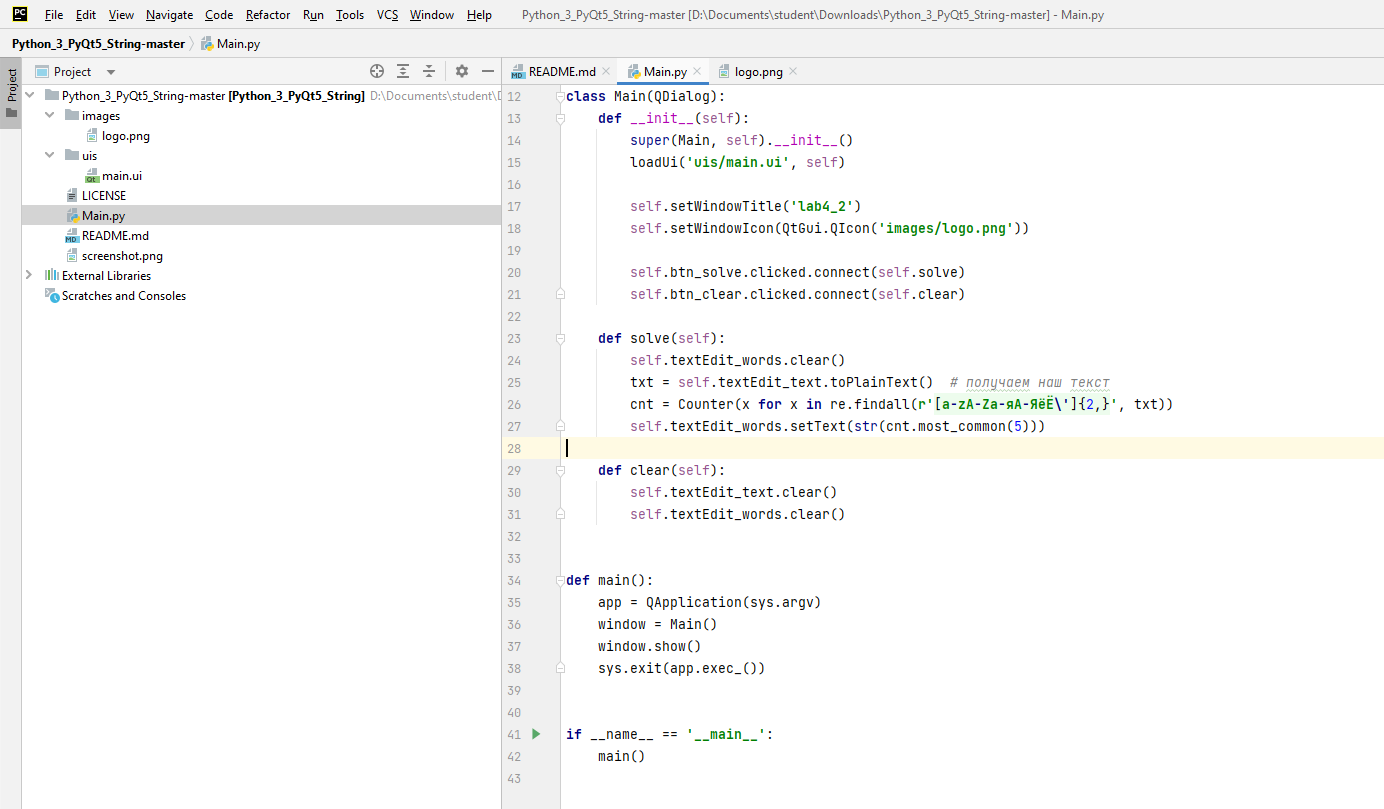 PC File Edit View Navigate Code Refactor Run Tools VCS Window Help Python_3_PyQt5_String-master [D:\Documents\student\Downloads\Python_3_PyQt5_String-master] - Main.py
Python_3_PyQt5_String-master Main.py
Project
Project
README.md
Main.py
logo.png
Python_3_PyQt5_String-master [Python_3_PyQt5_String] D:\Documents\student\D
images
logo.png
uis
main.ui
LICENSE
Main.py
README.md
screenshot.png
External Libraries
Scratches and Consoles
12 class Main(QDialog):
13 def __init__(self):
14 super(Main, self).__init__()
15 loadUi('uis/main.ui', self)
16
17 self.setWindowTitle('lab4_2')
18 self.setWindowIcon(QtGui.QIcon('images/logo.png'))
19
20 self.btn_solve.clicked.connect(self.solve)
21 self.btn_clear.clicked.connect(self.clear)
22
23 def solve(self):
24 self.textEdit_words.clear()
25 txt = self.textEdit_text.toPlainText() # получаем наш текст
26 cnt = Counter(x for x in re.findall(r'[a-zA-Zа-яА-ЯёЁ\']{2,}', txt))
27 self.textEdit_words.setText(str(cnt.most_common(5)))
28
29 def clear(self):
30 self.textEdit_text.clear()
31 self.textEdit_words.clear()
32
33
34 def main():
35 app = QApplication(sys.argv)
36 window = Main()
37 window.show()
38 sys.exit(app.exec_())
39
40
41 if __name__ == '__main__':
42 main()
43